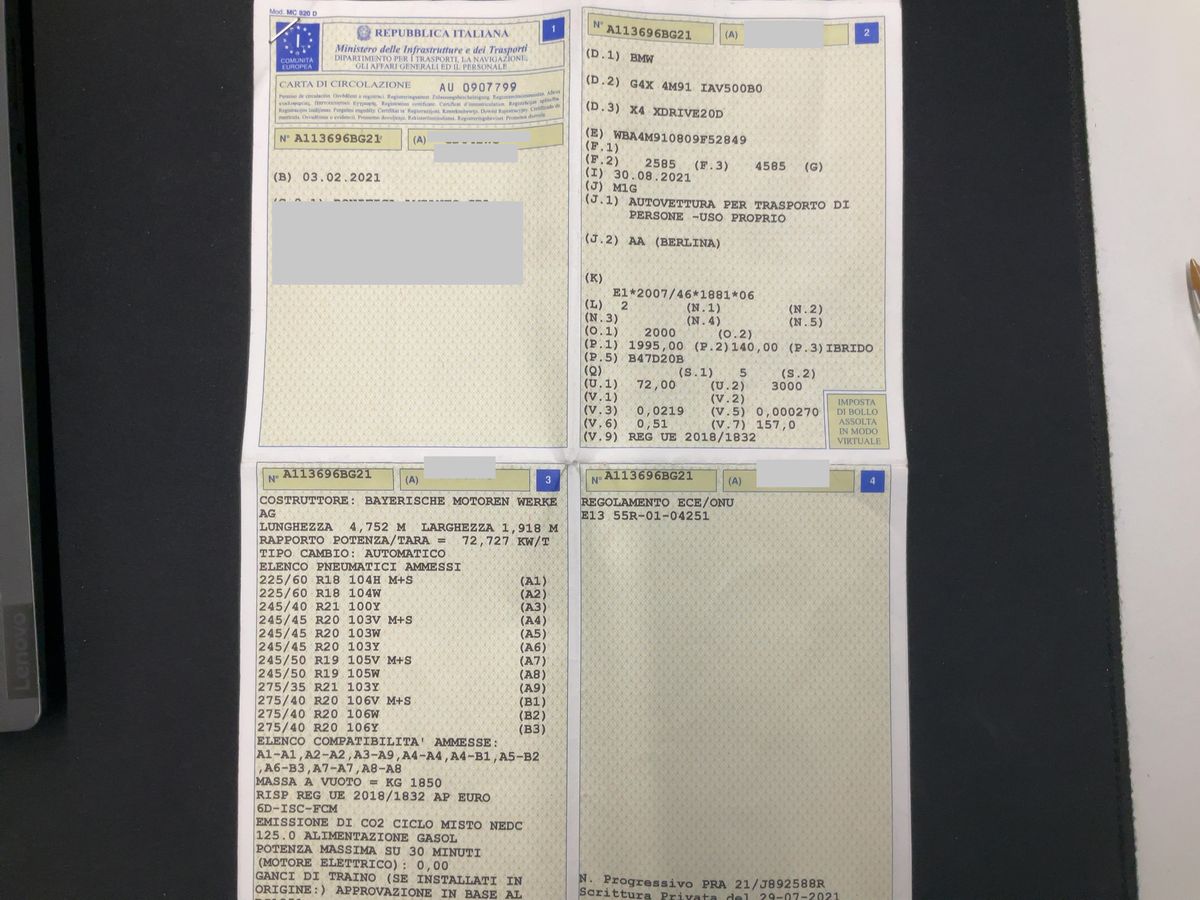 Mod. MC 820 D
1
REPUBBLICA ITALIANA
Ministero delle Infrastrutture e dei Trasporti
DIPARTIMENTO PER I TRASPORTI, LA NAVIGAZIONE,
GLI AFFARI GENERALI ED IL PERSONALE
I
COMUNITÀ
EUROPEA
CARTA DI CIRCOLAZIONE AU 0907799
N° A113696BG21 (A)
(B) 03.02.2021
N° A113696BG21 (A) 2
(D.1) BMW
(D.2) G4X 4M91 IAV500B0
(D.3) X4 XDRIVE20D
(E) WBA4M910809F52849
(F.1)
(F.2) 2585 (F.3) 4585 (G)
(I) 30.08.2021
(J) M1G
(J.1) AUTOVETTURA PER TRASPORTO DI
PERSONE -USO PROPRIO
(J.2) AA (BERLINA)
(K)
E1*2007/46*1881*06
(L) 2 (N.1) (N.2)
(N.3) (N.4) (N.5)
(O.1) 2000 (O.2)
(P.1) 1995,00 (P.2)140,00 (P.3)IBRIDO
(P.5) B47D20B
(Q) (S.1) 5 (S.2)
(U.1) 72,00 (U.2) 3000
(V.1) (V.2)
(V.3) 0,0219 (V.5) 0,000270
(V.6) 0,51 (V.7) 157,0
(V.9) REG UE 2018/1832
IMPOSTA
DI BOLLO
ASSOLTA
IN MODO
VIRTUALE
N° A113696BG21 (A) 3
COSTRUTTORE: BAYERISCHE MOTOREN WERKE
AG
LUNGHEZZA 4,752 M LARGHEZZA 1,918 M
RAPPORTO POTENZA/TARA = 72,727 KW/T
TIPO CAMBIO: AUTOMATICO
ELENCO PNEUMATICI AMMESSI
225/60 R18 104H M+S (A1)
225/60 R18 104W (A2)
245/40 R21 100Y (A3)
245/45 R20 103V M+S (A4)
245/45 R20 103W (A5)
245/45 R20 103Y (A6)
245/50 R19 105V M+S (A7)
245/50 R19 105W (A8)
275/35 R21 103Y (A9)
275/40 R20 106V M+S (B1)
275/40 R20 106W (B2)
275/40 R20 106Y (B3)
ELENCO COMPATIBILITA' AMMESSE:
A1-A1,A2-A2,A3-A9,A4-A4,A4-B1,A5-B2
,A6-B3,A7-A7,A8-A8
MASSA A VUOTO = KG 1850
RISP REG UE 2018/1832 AP EURO
6D-ISC-FCM
EMISSIONE DI CO2 CICLO MISTO NEDC
125.0 ALIMENTAZIONE GASOL
POTENZA MASSIMA SU 30 MINUTI
(MOTORE ELETTRICO): 0,00
GANCI DI TRAINO (SE INSTALLATI IN
ORIGINE:) APPROVAZIONE IN BASE AL
N° A113696BG21 (A) 4
REGOLAMENTO ECE/ONU
E13 55R-01-04251
N. Progressivo PRA 21/J892588R
Scrittura Privata del 29-07-2021
Lenovo